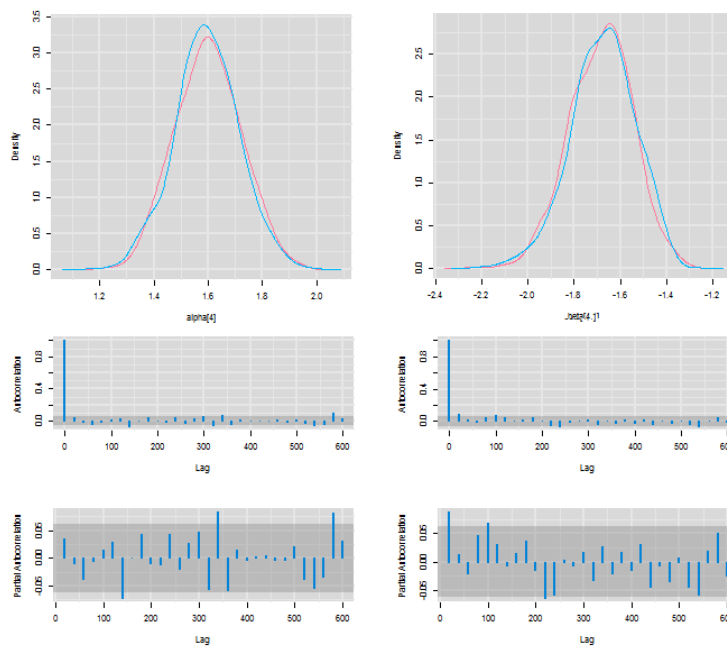 Density
0.0 0.5 1.0 1.5 2.0 2.5 3.0 3.5
1.2 1.4 1.6 1.8 2.0
alpha[4]
Density
0.0 0.5 1.0 1.5 2.0 2.5
-2.4 -2.0 -1.8 -1.6 -1.4 -1.2
Autocorrelation
0.0 0.4 0.8
0 100 200 300 400 500 600
Lag
Autocorrelation
0.0 0.4 0.8
0 100 200 300 400 500 600
Lag
Partial Autocorrelation
-0.05 0.00 0.05
0 100 200 300 400 500 600
Lag
Partial Autocorrelation
-0.05 0.00 0.05
0 100 200 300 400 500 600
Lag